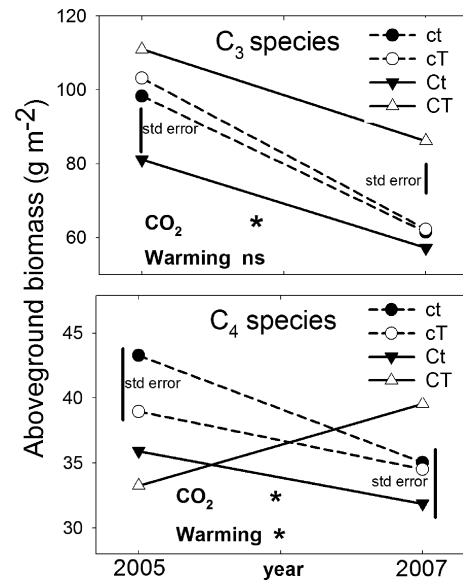 Aboveground biomass (g m-2)
120
100
80
60
C3 species
ct
cT
Ct
CT
std error
std error
CO2 *
Warming ns
45
40
35
30
C4 species
ct
cT
Ct
CT
std error
std error
CO2 *
Warming *
2005 year 2007